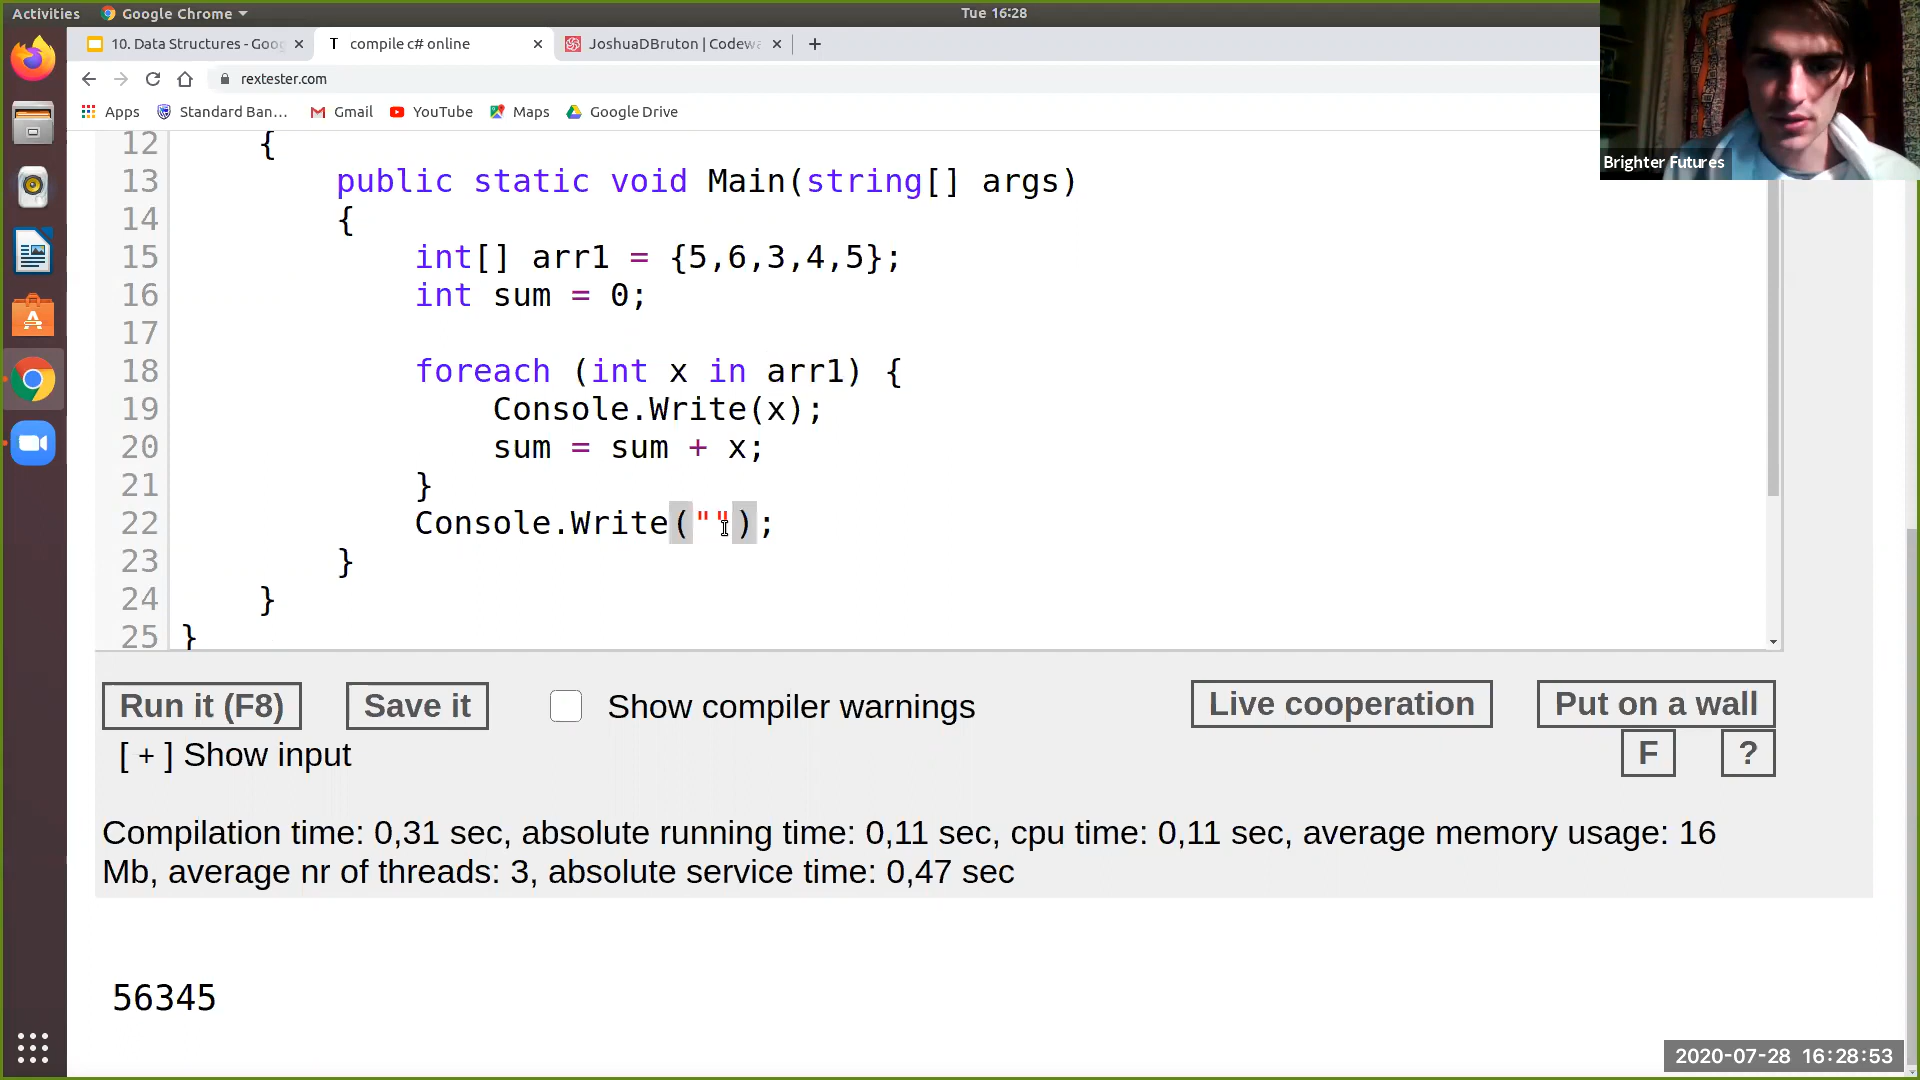 Activities Google Chrome Tue 16:28
10. Data Structures - Goog compile c# online JoshuaDBruton | Codewa
rextester.com
Apps Standard Ban... Gmail YouTube Maps Google Drive
Brighter Futures
12 {
13 public static void Main(string[] args)
14 {
15 int[] arr1 = {5,6,3,4,5};
16 int sum = 0;
17
18 foreach (int x in arr1) {
19 Console.Write(x);
20 sum = sum + x;
21 }
22 Console.Write("");
23 }
24 }
25 }
Run it (F8) Save it Show compiler warnings Live cooperation Put on a wall
[ + ] Show input F ?
Compilation time: 0,31 sec, absolute running time: 0,11 sec, cpu time: 0,11 sec, average memory usage: 16
Mb, average nr of threads: 3, absolute service time: 0,47 sec
56345
2020-07-28 16:28:53